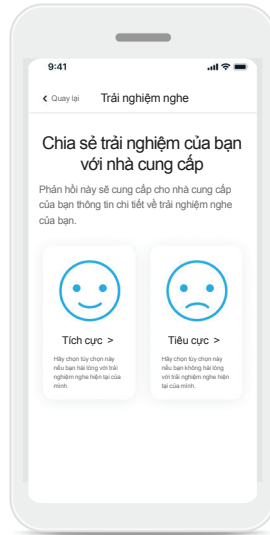 9:41
Quay lại Trải nghiệm nghe
Chia sẻ trải nghiệm của bạn
với nhà cung cấp
Phản hồi này sẽ cung cấp cho nhà cung cấp
của bạn thông tin chi tiết về trải nghiệm nghe
của bạn.
Tích cực >
Hãy chọn tùy chọn này
nếu bạn hài lòng với trải
nghiệm nghe hiện tại của
mình.
Tiêu cực >
Hãy chọn tùy chọn này
nếu bạn không hài lòng
với trải nghiệm nghe hiện
tại của mình.